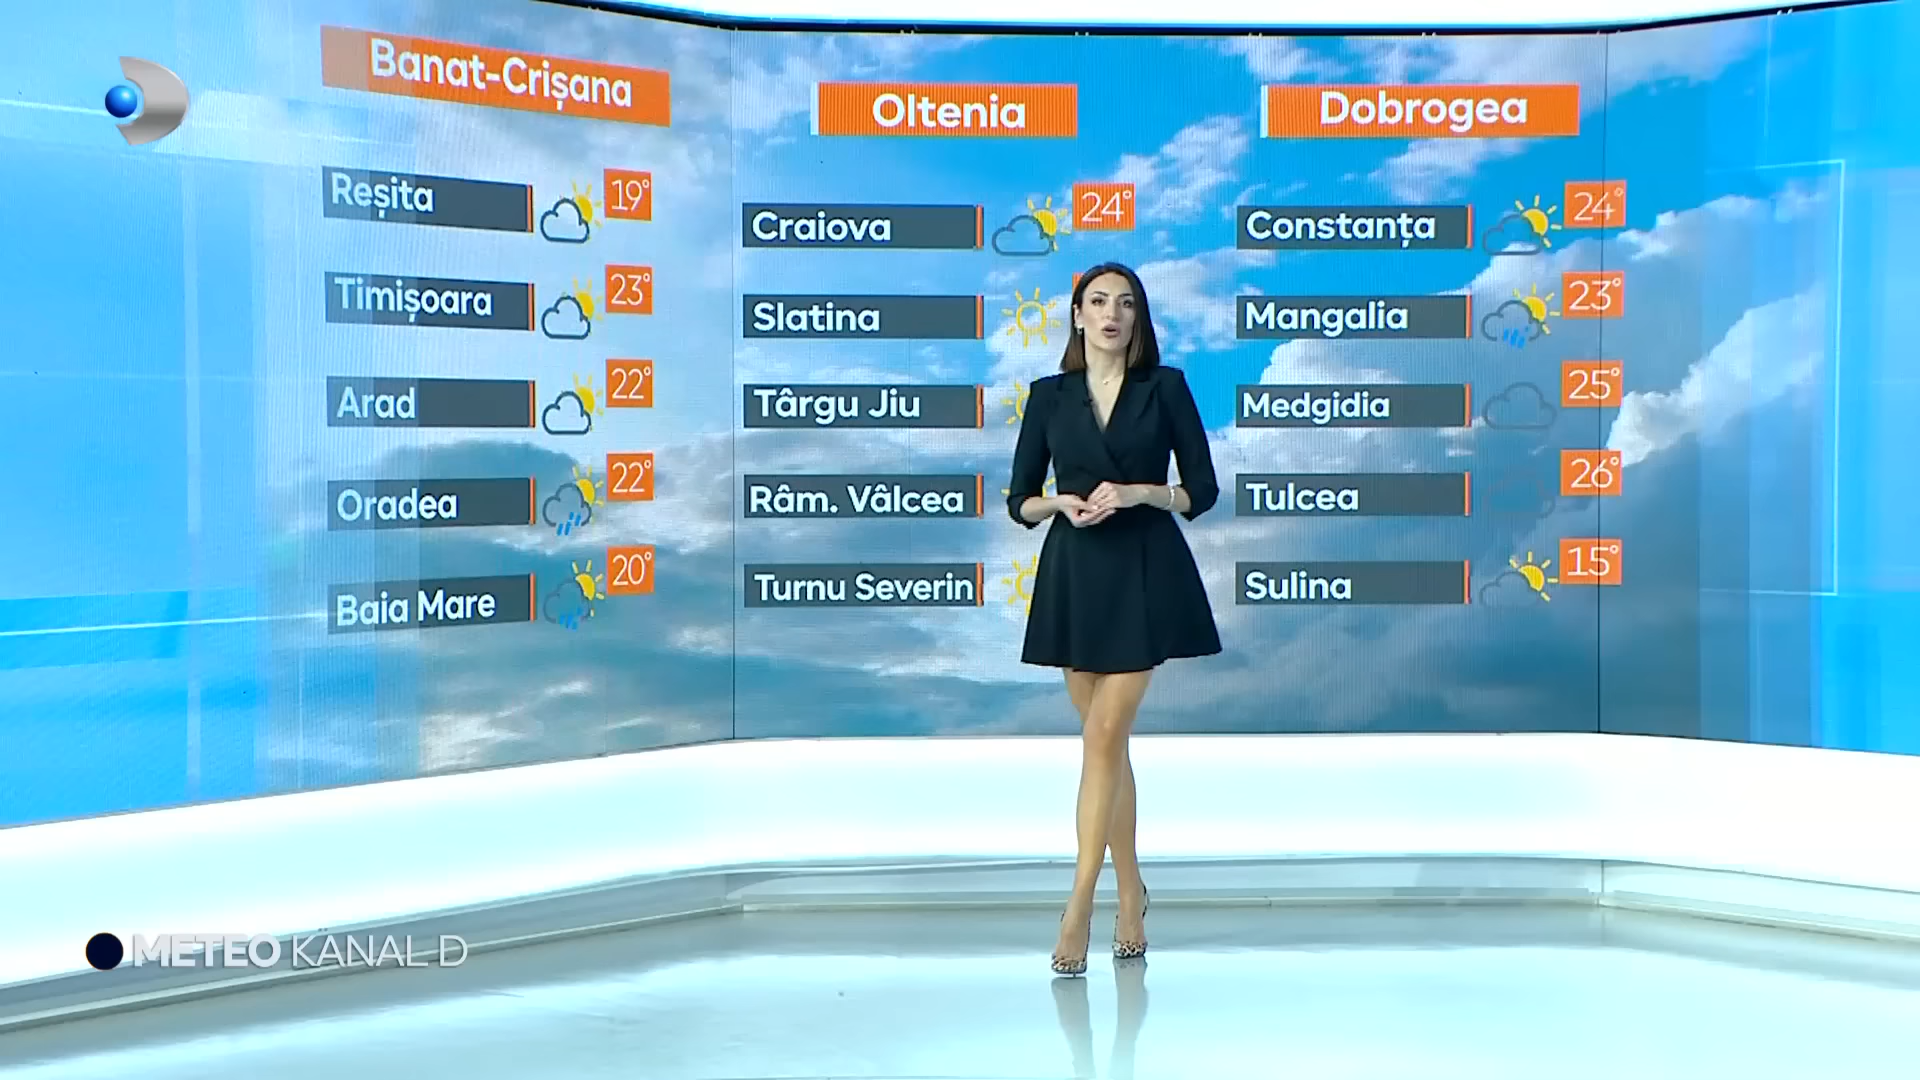 Banat-Crișana
Reșita 19°
Timișoara 23°
Arad 22°
Oradea 22°
Baia Mare 20°
Oltenia
Craiova 24°
Slatina
Târgu Jiu
Râm. Vâlcea
Turnu Severin
Dobrogea
Constanța 24°
Mangalia 23°
Medgidia 25°
Tulcea 26°
Sulina 15°
METEO KANAL D